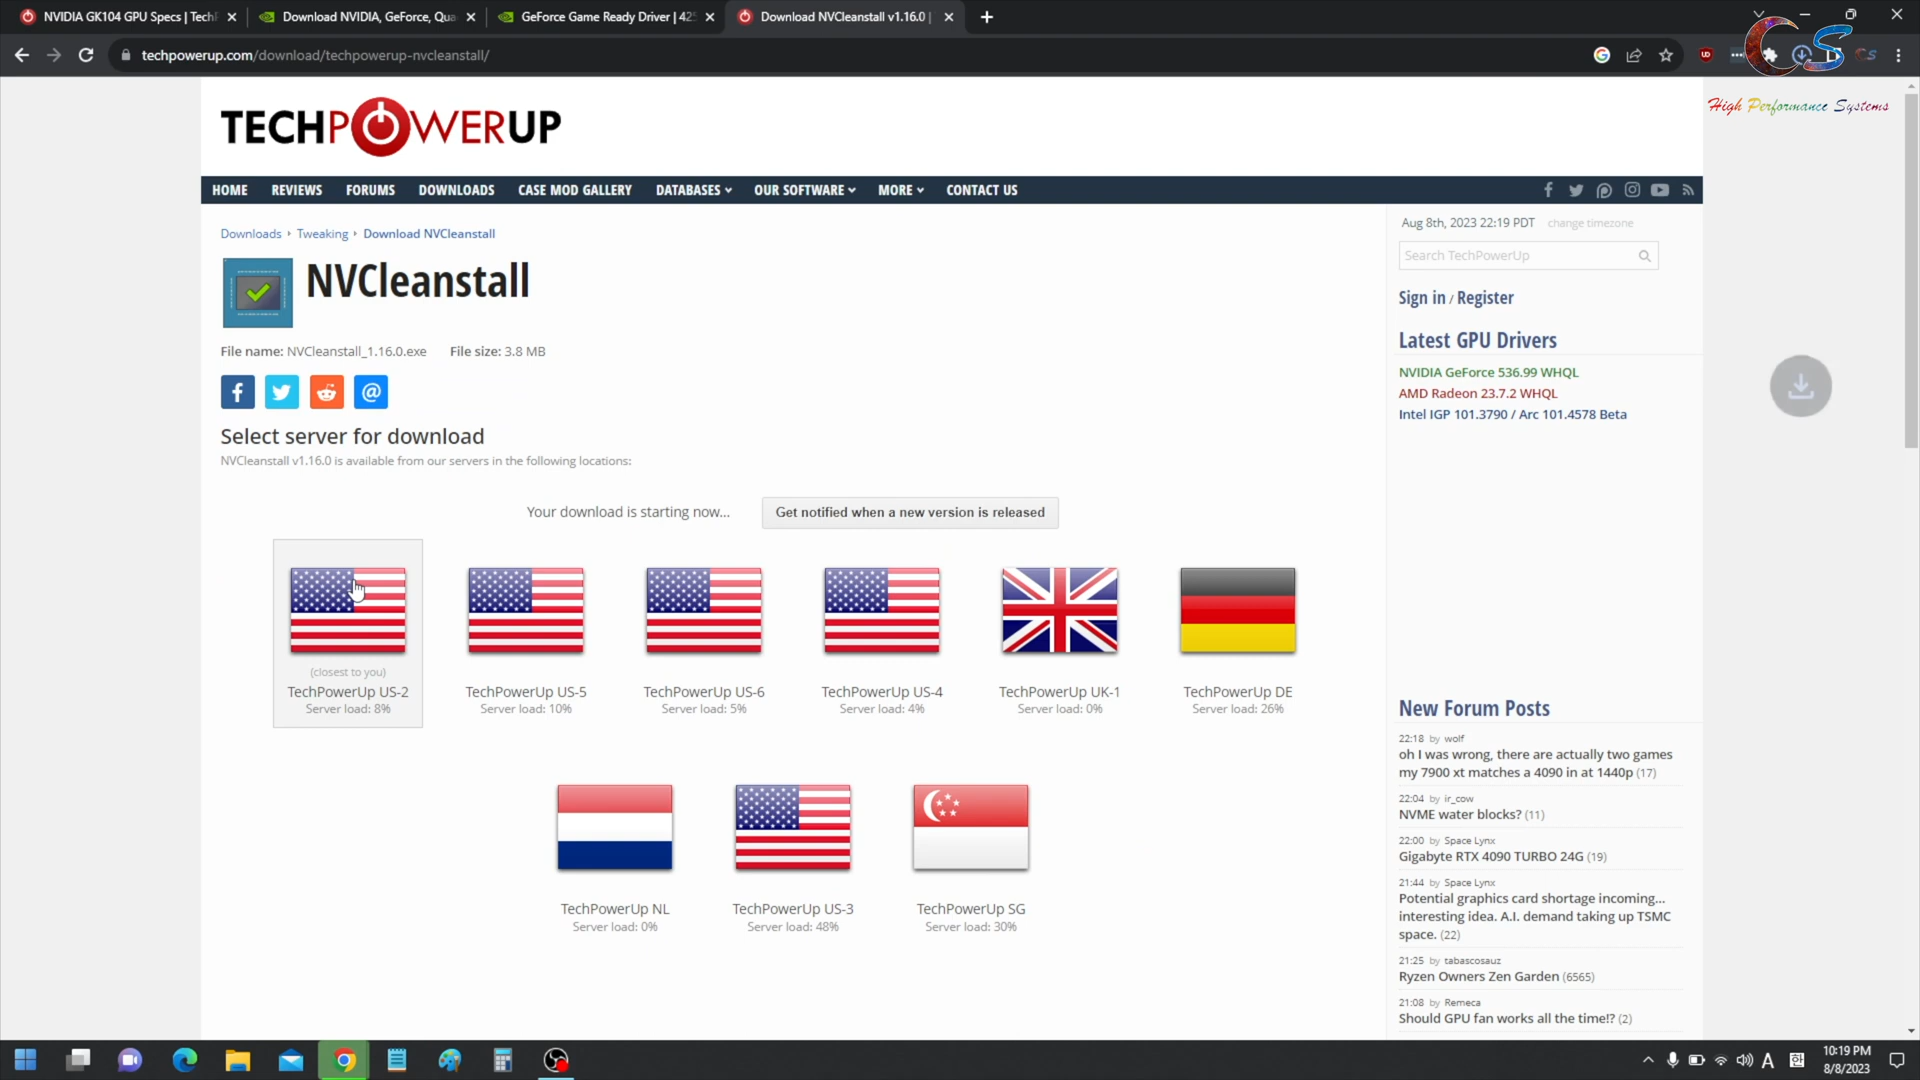 NVIDIA GK104 GPU Specs | TechP
Download NVIDIA, GeForce, Qua
GeForce Game Ready Driver | 425
Download NVCleanstall v1.16.0 |
techpowerup.com/download/techpowerup-nvcleanstall/
CS
High Performance Systems
TECHPOWERUP
HOME
REVIEWS
FORUMS
DOWNLOADS
CASE MOD GALLERY
DATABASES
OUR SOFTWARE
MORE
CONTACT US
Downloads
Tweaking
Download NVCleanstall
NVCleanstall
File name: NVCleanstall_1.16.0.exe
File size: 3.8 MB
Select server for download
NVCleanstall v1.16.0 is available from our servers in the following locations:
Your download is starting now...
Get notified when a new version is released
(closest to you)
TechPowerUp US-2
Server load: 8%
TechPowerUp US-5
Server load: 10%
TechPowerUp US-6
Server load: 5%
TechPowerUp US-4
Server load: 4%
TechPowerUp UK-1
Server load: 0%
TechPowerUp DE
Server load: 26%
TechPowerUp NL
Server load: 0%
TechPowerUp US-3
Server load: 48%
TechPowerUp SG
Server load: 30%
Aug 8th, 2023 22:19 PDT change timezone
Search TechPowerUp
Sign in / Register
Latest GPU Drivers
NVIDIA GeForce 536.99 WHQL
AMD Radeon 23.7.2 WHQL
Intel IGP 101.3790 / Arc 101.4578 Beta
New Forum Posts
22:18 by wolf
oh I was wrong, there are actually two games
my 7900 xt matches a 4090 in at 1440p (17)
22:04 by ir_cow
NVME water blocks? (11)
22:00 by Space Lynx
Gigabyte RTX 4090 TURBO 24G (19)
21:44 by Space Lynx
Potential graphics card shortage incoming...
interesting idea. A.I. demand taking up TSMC
space. (22)
21:25 by tabascosauz
Ryzen Owners Zen Garden (6565)
21:08 by Remeca
Should GPU fan works all the time!? (2)
A
한
10:19 PM
8/8/2023